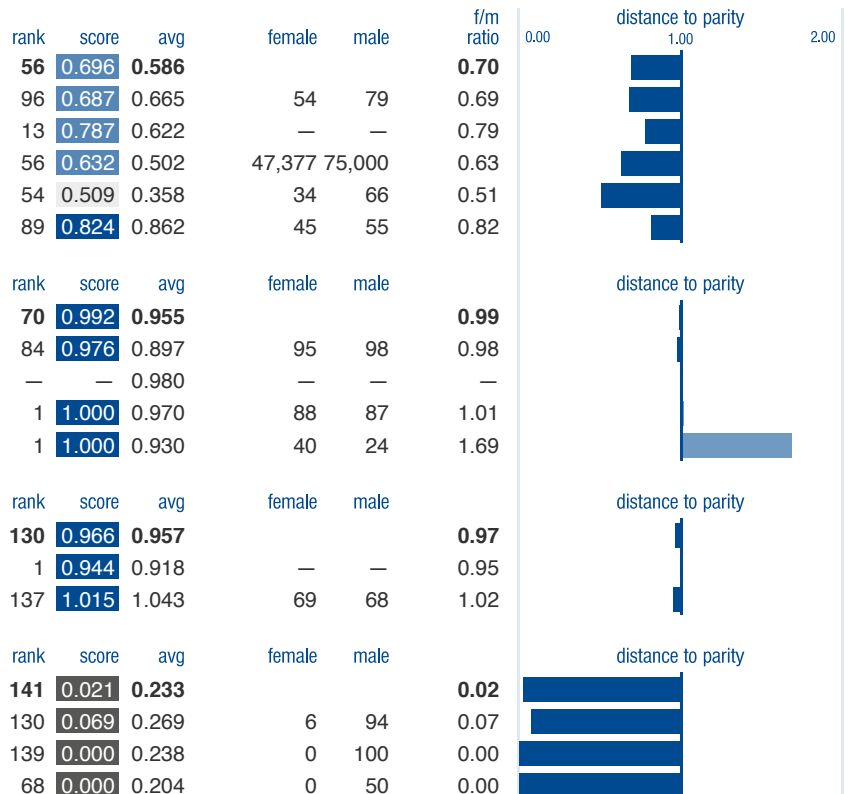 f/m distance to parity
rank score avg female male ratio 0.00 1.00 2.00
56 0.696 0.586 0.70
96 0.687 0.665 54 79 0.69
13 0.787 0.622 — — 0.79
56 0.632 0.502 47,377 75,000 0.63
54 0.509 0.358 34 66 0.51
89 0.824 0.862 45 55 0.82
rank score avg female male distance to parity
70 0.992 0.955 0.99
84 0.976 0.897 95 98 0.98
— — 0.980 — — —
1 1.000 0.970 88 87 1.01
1 1.000 0.930 40 24 1.69
rank score avg female male distance to parity
130 0.966 0.957 0.97
1 0.944 0.918 — — 0.95
137 1.015 1.043 69 68 1.02
rank score avg female male distance to parity
141 0.021 0.233 0.02
130 0.069 0.269 6 94 0.07
139 0.000 0.238 0 100 0.00
68 0.000 0.204 0 50 0.00